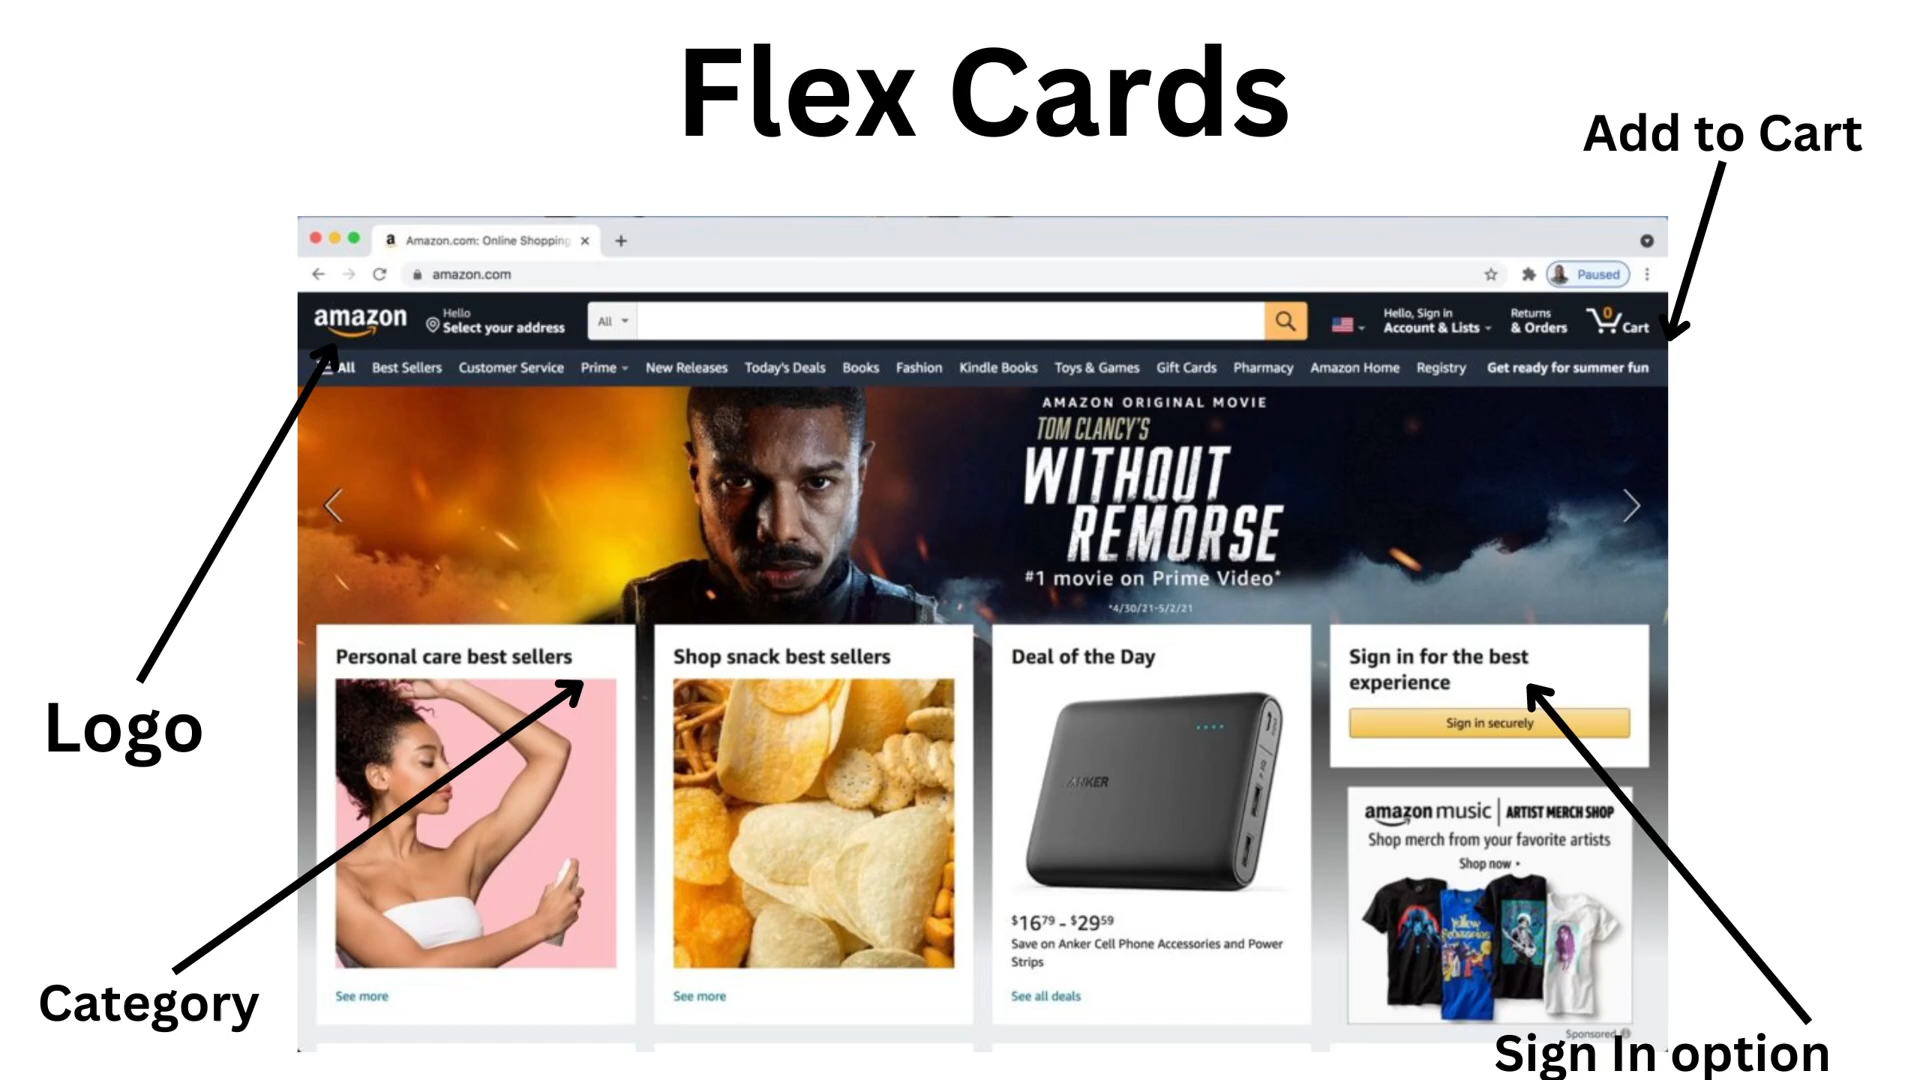 Flex Cards
Add to Cart
Amazon.com: Online Shopping
amazon.com
Paused
amazon
Hello
Select your address
All
Hello, Sign in
Account & Lists
Returns
& Orders
0
Cart
All Best Sellers Customer Service Prime New Releases Today's Deals Books Fashion Kindle Books Toys & Games Gift Cards Pharmacy Amazon Home Registry Get ready for summer fun
AMAZON ORIGINAL MOVIE
TOM CLANCY'S
WITHOUT
REMORSE
#1 movie on Prime Video*
*4/30/21-5/2/21
Logo
Category
Personal care best sellers
See more
Shop snack best sellers
See more
Deal of the Day
ANKER
$1679 - $2959
Save on Anker Cell Phone Accessories and Power
Strips
See all deals
Sign in for the best
experience
Sign in securely
amazon music | ARTIST MERCH SHOP
Shop merch from your favorite artists
Shop now
Yellow
Sponsored
Sign In option